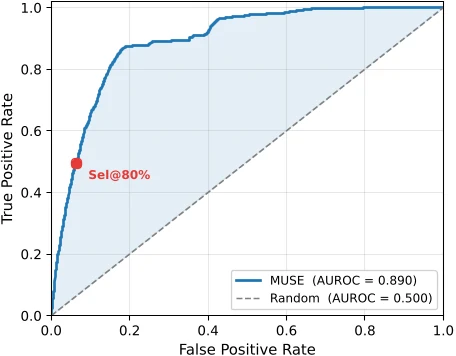 1.0
0.8
0.6
0.4
0.2
0.0
True Positive Rate
Sel@80%
MUSE (AUROC = 0.890)
Random (AUROC = 0.500)
0.0 0.2 0.4 0.6 0.8 1.0
False Positive Rate